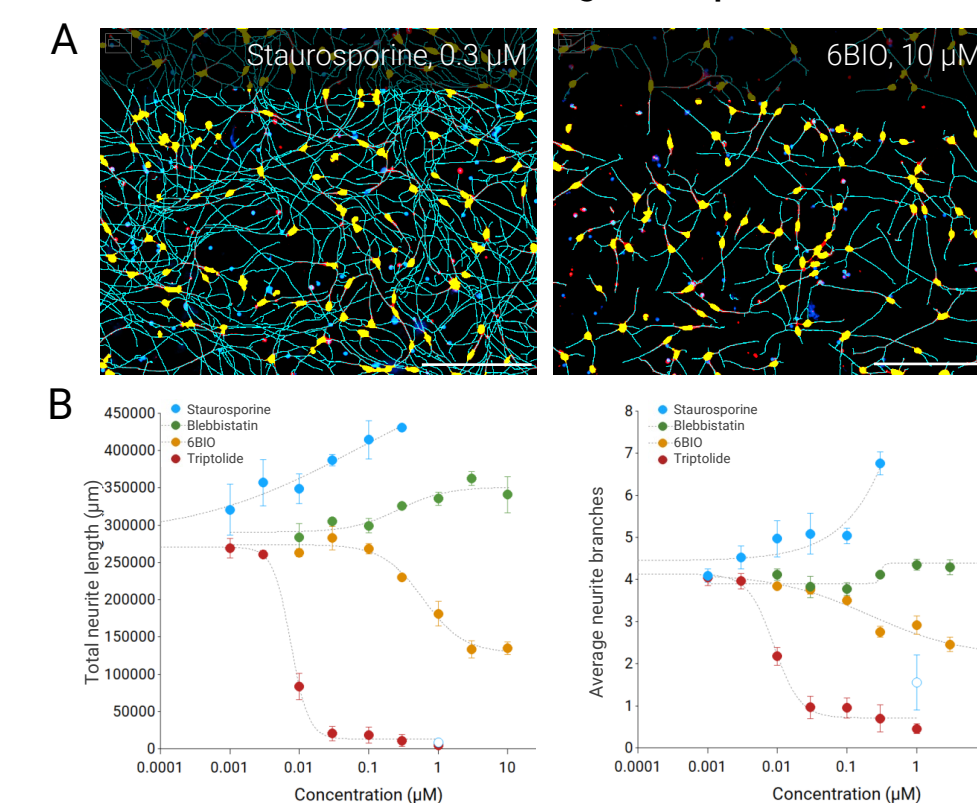 A
Staurosporine, 0.3 µM
6BIO, 10 µM
B
Staurosporine
Blebbistatin
6BIO
Triptolide
Total neurite length (µm)
450000
400000
350000
300000
250000
200000
150000
100000
50000
0
0.0001
0.001
0.01
0.1
1
10
Concentration (µM)
Staurosporine
Blebbistatin
6BIO
Triptolide
Average neurite branches
8
7
6
5
4
3
2
1
0
0.0001
0.001
0.01
0.1
1
Concentration (µM)